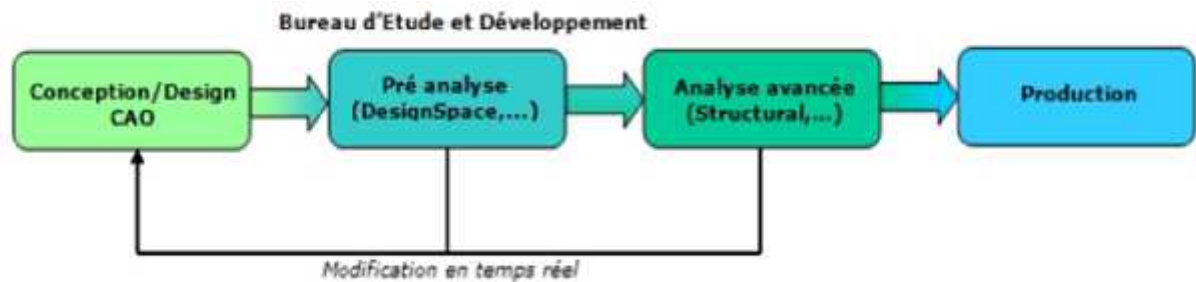 Bureau d'Etude et Développement
Conception/Design
CAO
Pré analyse
(DesignSpace,...)
Analyse avancée
(Structural,...)
Production
Modification en temps réel